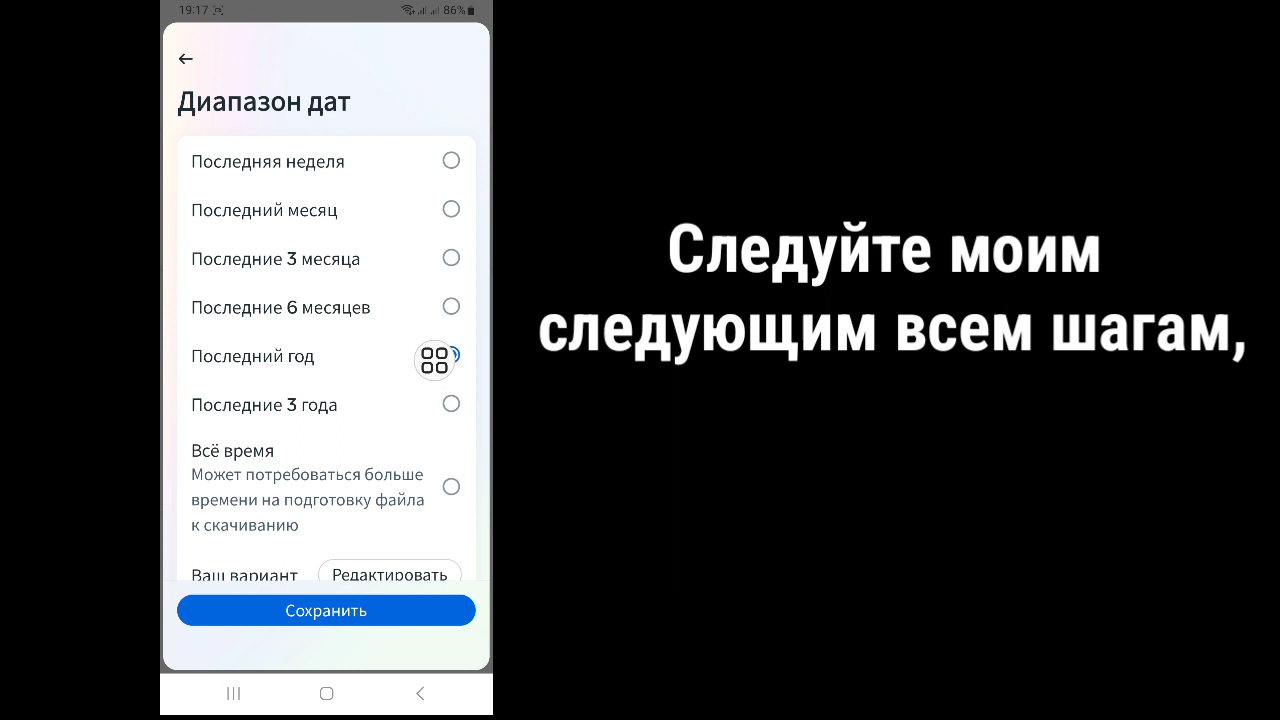 19:17
86%
Диапазон дат
Последняя неделя
Последний месяц
Последние 3 месяца
Последние 6 месяцев
Последний год
Последние 3 года
Всё время
Может потребоваться больше
времени на подготовку файла
к скачиванию
Ваш вариант
Редактировать
Сохранить
Следуйте моим
следующим всем шагам,